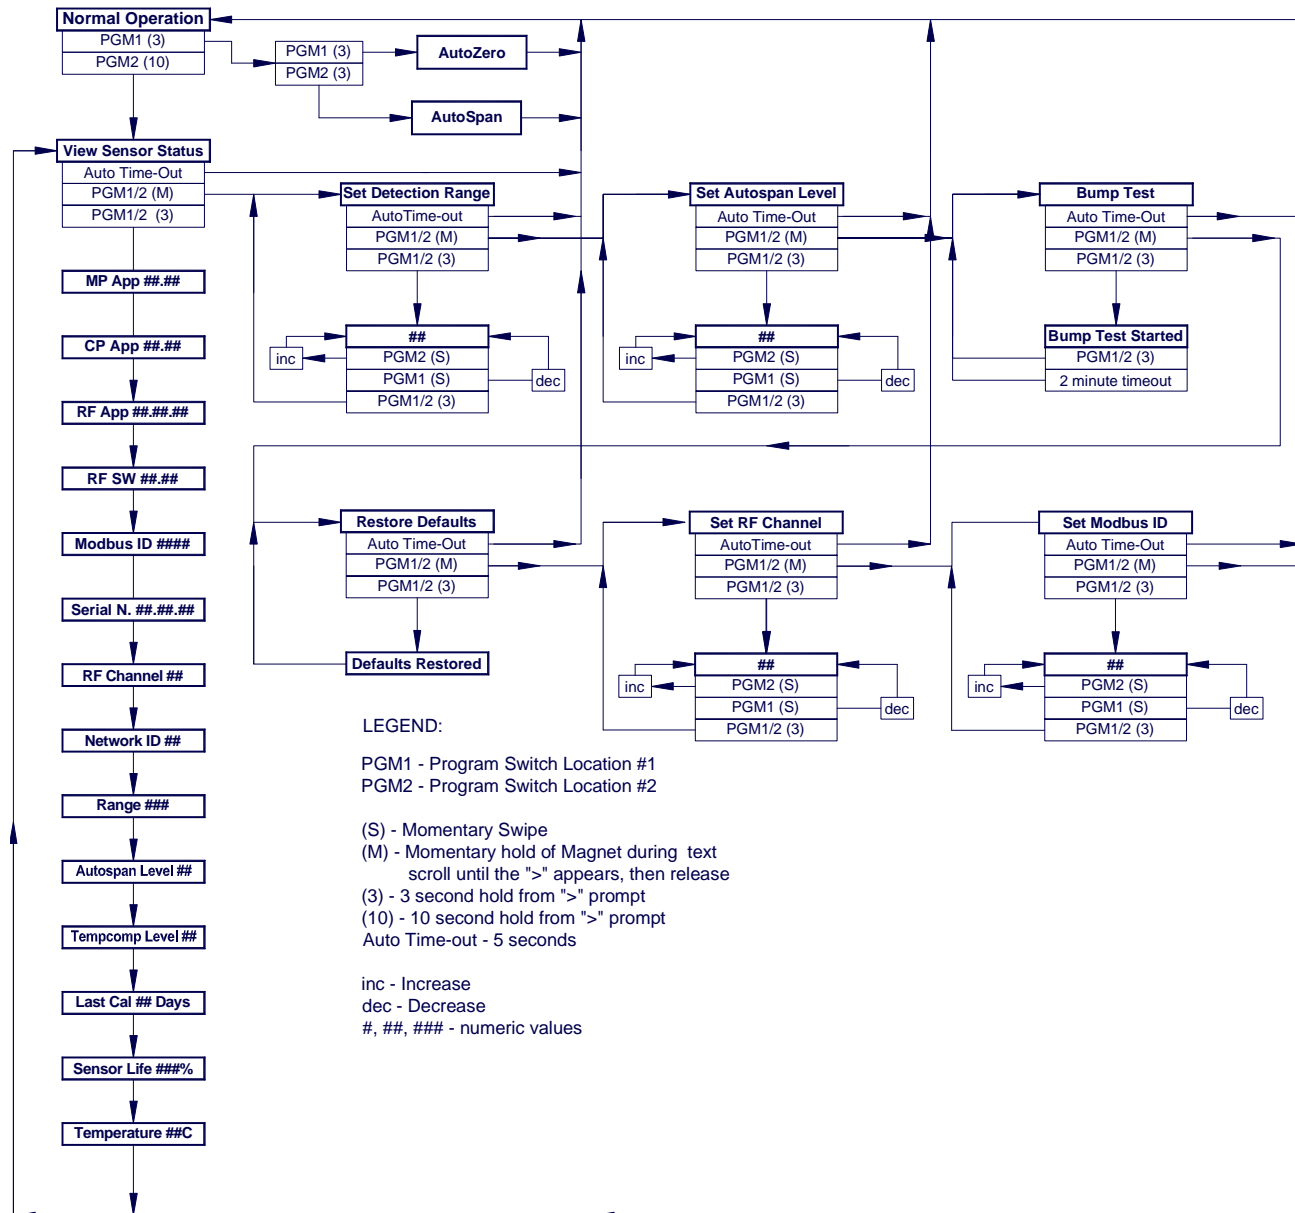 Normal Operation
PGM1 (3)
PGM2 (10)
PGM1 (3)
PGM2 (3)
AutoZero
AutoSpan
View Sensor Status
Auto Time-Out
PGM1/2 (M)
PGM1/2 (3)
Set Detection Range
AutoTime-out
PGM1/2 (M)
PGM1/2 (3)
##
PGM2 (S)
PGM1 (S)
PGM1/2 (3)
inc
dec
Set Autospan Level
Auto Time-Out
PGM1/2 (M)
PGM1/2 (3)
##
PGM2 (S)
PGM1 (S)
PGM1/2 (3)
inc
dec
Bump Test
Auto Time-Out
PGM1/2 (M)
PGM1/2 (3)
Bump Test Started
PGM1/2 (3)
2 minute timeout
MP App ##.##
CP App ##.##
RF App ##.##.##
RF SW ##.##
Modbus ID ####
Serial N. ##.##.##
RF Channel ##
Network ID ##
Range ###
Autospan Level ##
Tempcomp Level ##
Last Cal ## Days
Sensor Life ###%
Temperature ##C
Restore Defaults
Auto Time-Out
PGM1/2 (M)
PGM1/2 (3)
Defaults Restored
Set RF Channel
AutoTime-out
PGM1/2 (M)
PGM1/2 (3)
##
PGM2 (S)
PGM1 (S)
PGM1/2 (3)
inc
dec
Set Modbus ID
Auto Time-Out
PGM1/2 (M)
PGM1/2 (3)
##
PGM2 (S)
PGM1 (S)
PGM1/2 (3)
inc
dec
LEGEND:
PGM1 - Program Switch Location #1
PGM2 - Program Switch Location #2
(S) - Momentary Swipe
(M) - Momentary hold of Magnet during text
scroll until the ">" appears, then release
(3) - 3 second hold from ">" prompt
(10) - 10 second hold from ">" prompt
Auto Time-out - 5 seconds
inc - Increase
dec - Decrease
#, ##, ### - numeric values